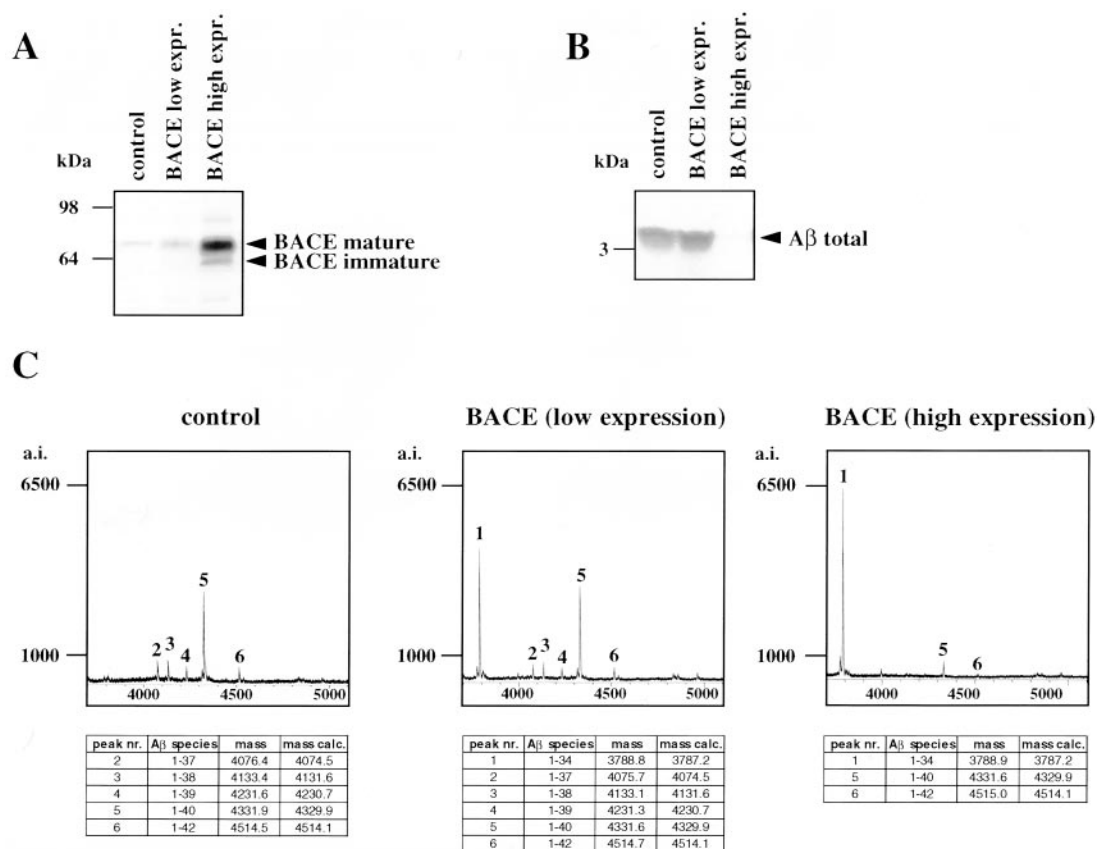 A
control
BACE low expr.
BACE high expr.
kDa
98
64
BACE mature
BACE immature
B
control
BACE low expr.
BACE high expr.
kDa
3
Aβ total
C
control
a.i.
6500
1000
2 3 4 5 6
4000 5000
peak nr. Aβ species mass mass calc.
2 1-37 4076.4 4074.5
3 1-38 4133.4 4131.6
4 1-39 4231.6 4230.7
5 1-40 4331.9 4329.9
6 1-42 4514.5 4514.1
BACE (low expression)
a.i.
6500
1000
1 2 3 4 5 6
4000 5000
peak nr. Aβ species mass mass calc.
1 1-34 3788.8 3787.2
2 1-37 4075.7 4074.5
3 1-38 4133.1 4131.6
4 1-39 4231.3 4230.7
5 1-40 4331.6 4329.9
6 1-42 4514.7 4514.1
BACE (high expression)
a.i.
6500
1000
1 5 6
4000 5000
peak nr. Aβ species mass mass calc.
1 1-34 3788.9 3787.2
5 1-40 4331.6 4329.9
6 1-42 4515.0 4514.1